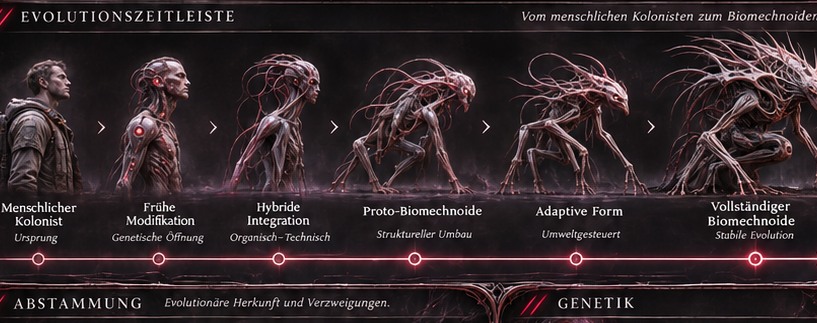 EVOLUTIONSZEITLEISTE
Vom menschlichen Kolonisten zum Biomechnoiden
Menschlicher
Kolonist
Ursprung
Frühe
Modifikation
Genetische Öffnung
Hybride
Integration
Organisch-Technisch
Proto-Biomechnoide
Struktureller Umbau
Adaptive Form
Umweltgesteuert
Vollständiger
Biomechnoide
Stabile Evolution
ABSTAMMUNG
Evolutionäre Herkunft und Verzweigungen.
GENETIK